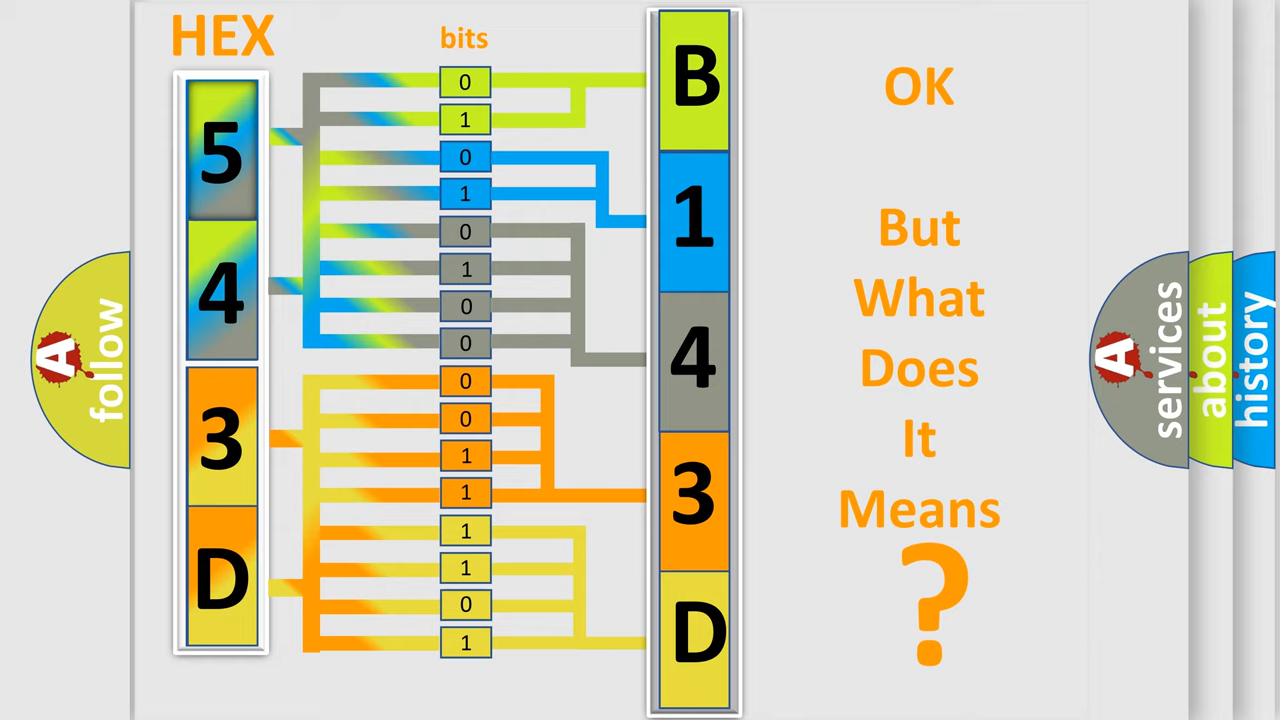 HEX
bits
5
4
3
D
0
1
0
1
0
1
0
0
0
0
1
1
1
1
0
1
B
1
4
3
D
OK
But
What
Does
It
Means
?
A
follow
A
services
about
history